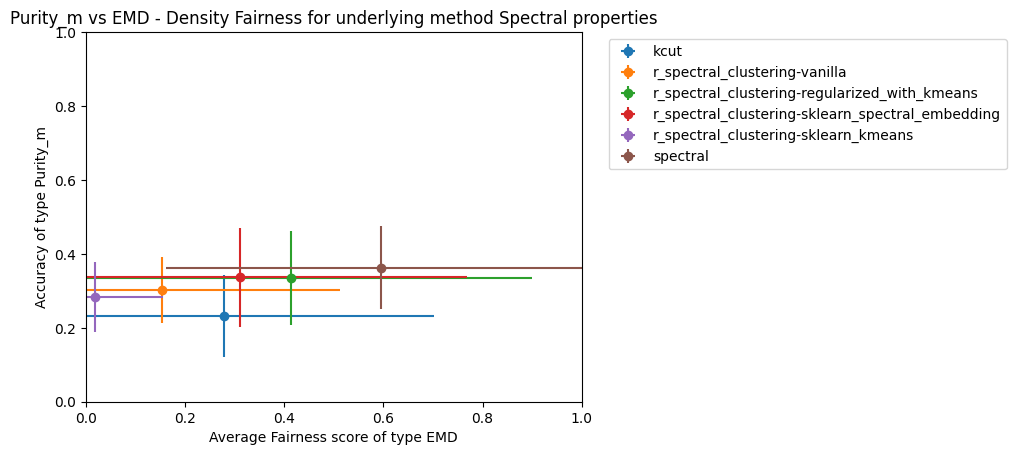 Purity_m vs EMD - Density Fairness for underlying method Spectral properties
1.0
0.8
0.6
0.4
0.2
0.0
Accuracy of type Purity_m
0.0 0.2 0.4 0.6 0.8 1.0
Average Fairness score of type EMD
kcut
r_spectral_clustering-vanilla
r_spectral_clustering-regularized_with_kmeans
r_spectral_clustering-sklearn_spectral_embedding
r_spectral_clustering-sklearn_kmeans
spectral